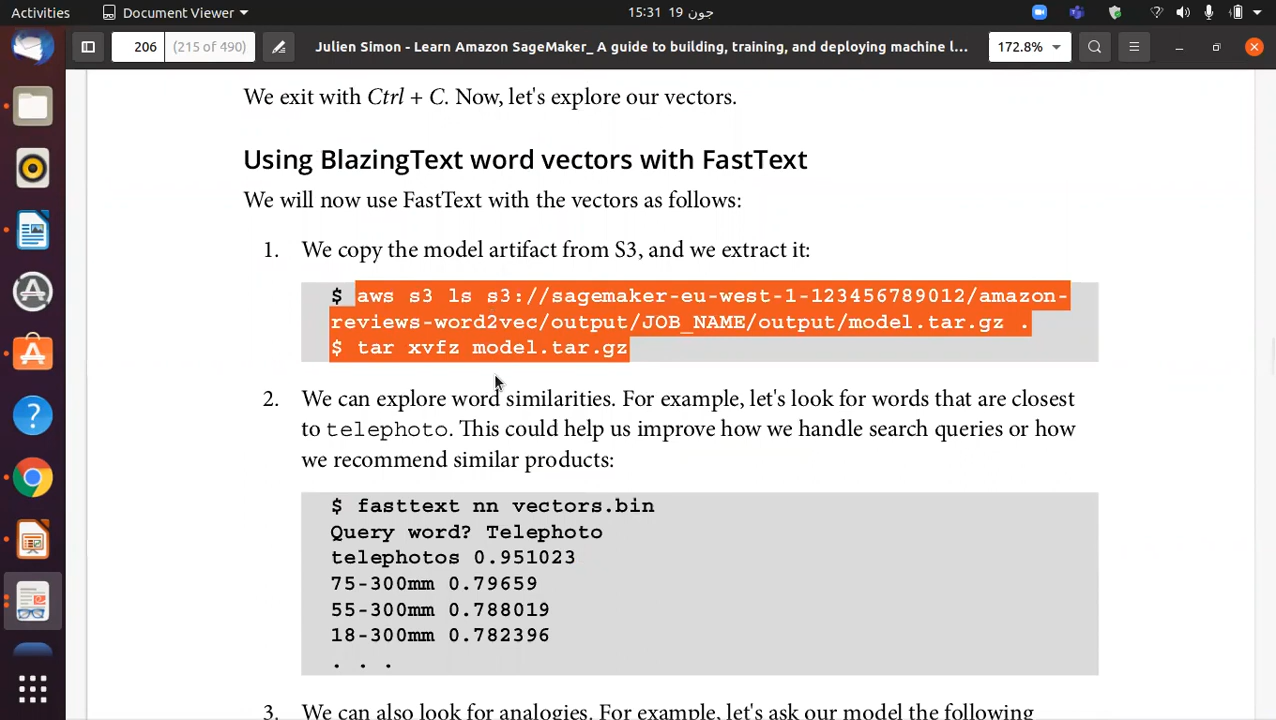 Activities
Document Viewer
15:31 19 جون
206
(215 of 490)
Julien Simon - Learn Amazon SageMaker_ A guide to building, training, and deploying machine l...
172.8%
We exit with Ctrl + C. Now, let's explore our vectors.
Using BlazingText word vectors with FastText
We will now use FastText with the vectors as follows:
1. We copy the model artifact from S3, and we extract it:
$ aws s3 ls s3://sagemaker-eu-west-1-123456789012/amazon-
reviews-word2vec/output/JOB_NAME/output/model.tar.gz .
$ tar xvfz model.tar.gz
2. We can explore word similarities. For example, let's look for words that are closest
to telephoto. This could help us improve how we handle search queries or how
we recommend similar products:
$ fasttext nn vectors.bin
Query word? Telephoto
telephotos 0.951023
75-300mm 0.79659
55-300mm 0.788019
18-300mm 0.782396
. . .
3. We can also look for analogies. For example, let's ask our model the following